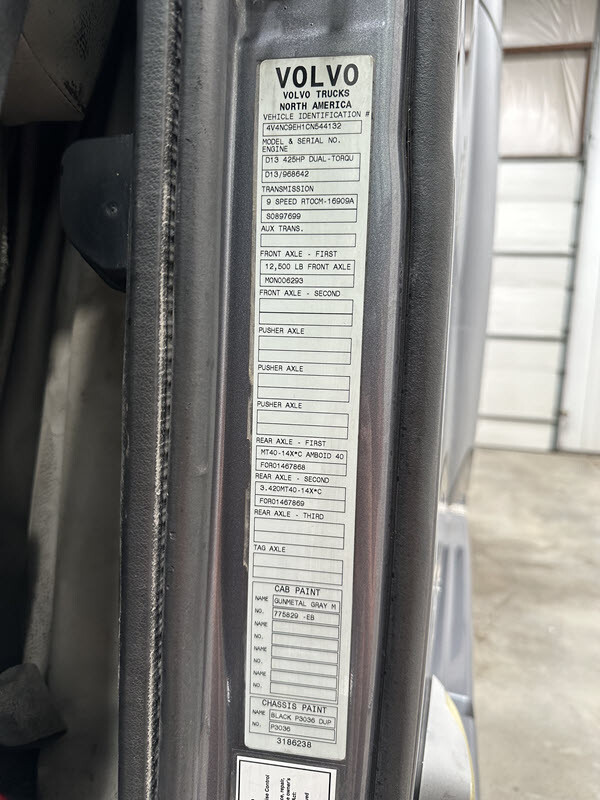 VOLVO
VOLVO TRUCKS
NORTH AMERICA
VEHICLE IDENTIFICATION #
4V4NC9EH1CN544132
MODEL & SERIAL NO.
ENGINE
D13 425HP DUAL-TORQU
D13/968642
TRANSMISSION
9 SPEED RTOCM-16909A
S0897699
AUX TRANS.
FRONT AXLE - FIRST
12,500 LB FRONT AXLE
MON006293
FRONT AXLE - SECOND
PUSHER AXLE
PUSHER AXLE
PUSHER AXLE
REAR AXLE - FIRST
MT40-14X*C AMBOID 40
FOR01467868
REAR AXLE - SECOND
3.420MT40-14X*C
FOR01467869
REAR AXLE - THIRD
TAG AXLE
CAB PAINT
NAME GUNMETAL GRAY M
NO. 775829 -EB
NAME
NO.
NAME
NO.
NAME
NO.
CHASSIS PAINT
NAME BLACK P3036 DUP
NO. P3036
3186238